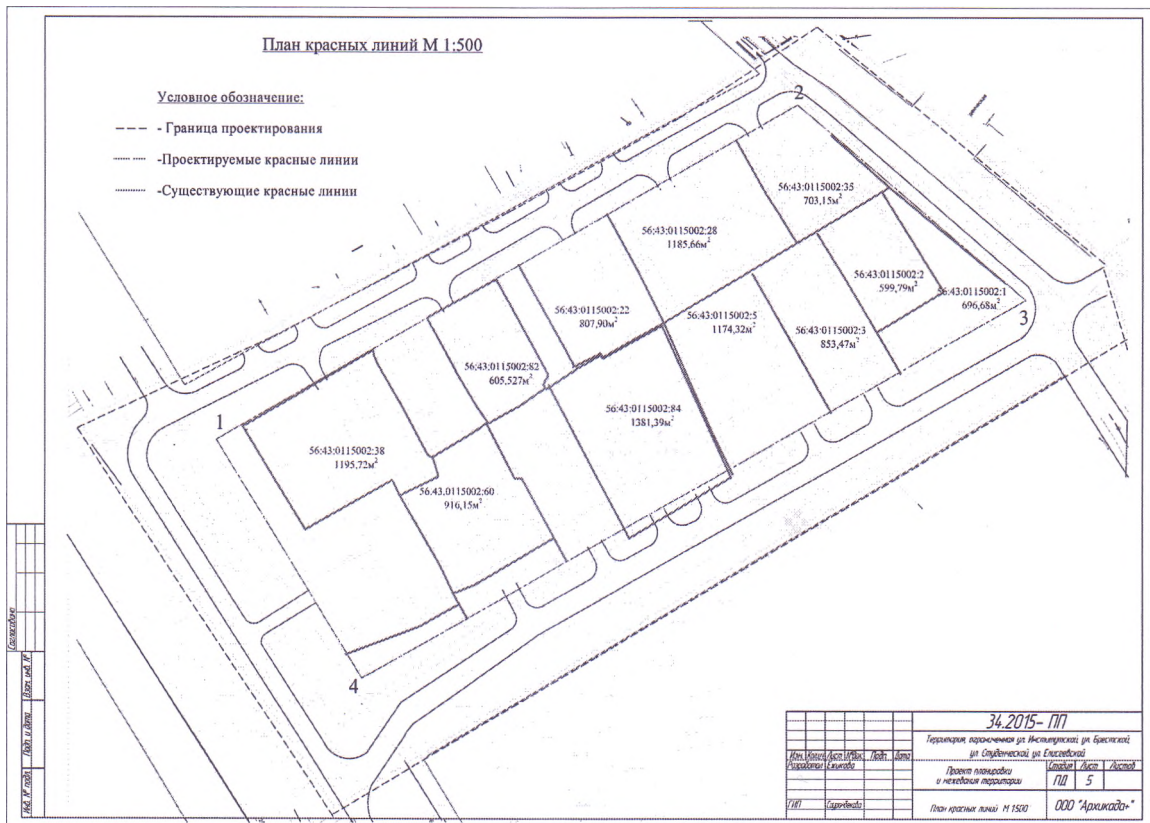 План красных линий М 1:500
Условное обозначение:
- Граница проектирования
-Проектируемые красные линии
-Существующие красные линии
2
56:43:0115002:35
703,15м²
56:43:0115002:28
1185,66м²
56:43:0115002:2
599,79м²
56:43:0115002:1
696,68м²
3
56:43:0115002:22
807,90м²
56:43:0115002:5
1174,32м²
56:43:0115002:3
853,47м²
56:43:0115002:82
605,527м²
56:43:0115002:84
1381,39м²
1
56:43:0115002:38
1195,72м²
56.43.0115002:60
916,15м²
4
Согласовано
Взам. инв. №
Подп. и дата
Инв. № подл.
34.2015- ПП
Территория, ограниченная ул. Институтской, ул. Брестской,
ул. Студенческой, ул. Елисеевской
Изм. Кол.уч Лист №Док. Подп. Дата
Разработал
Проект планировки
и межевания территории
Стадия Лист Листов
ПД 5
ГИП
План красных линий М 1:500
ООО "Архикада+"